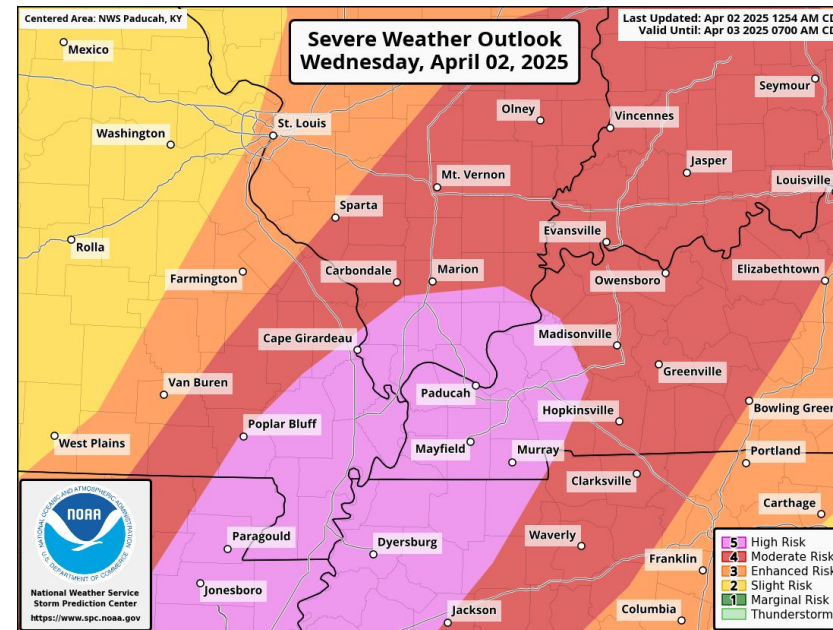 Centered Area: NWS Paducah, KY
Last Updated: Apr 02 2025 1254 AM CD
Valid Until: Apr 03 2025 0700 AM CD
Severe Weather Outlook
Wednesday, April 02, 2025
Mexico
Seymour
Olney
Vincennes
St. Louis
Washington
Jasper
Mt. Vernon
Louisville
Sparta
Evansville
Rolla
Farmington
Carbondale
Marion
Owensboro
Elizabethtown
Cape Girardeau
Madisonville
Greenville
Van Buren
Paducah
Hopkinsville
Bowling Green
Poplar Bluff
West Plains
Mayfield
Murray
Portland
Clarksville
Carthage
Paragould
Dyersburg
Waverly
Franklin
Jonesboro
Jackson
Columbia
NATIONAL OCEANIC AND ATMOSPHERIC ADMINISTRATION
NOAA
U.S. DEPARTMENT OF COMMERCE
National Weather Service
Storm Prediction Center
https://www.spc.noaa.gov
5 High Risk
4 Moderate Risk
3 Enhanced Risk
2 Slight Risk
1 Marginal Risk
Thunderstorm